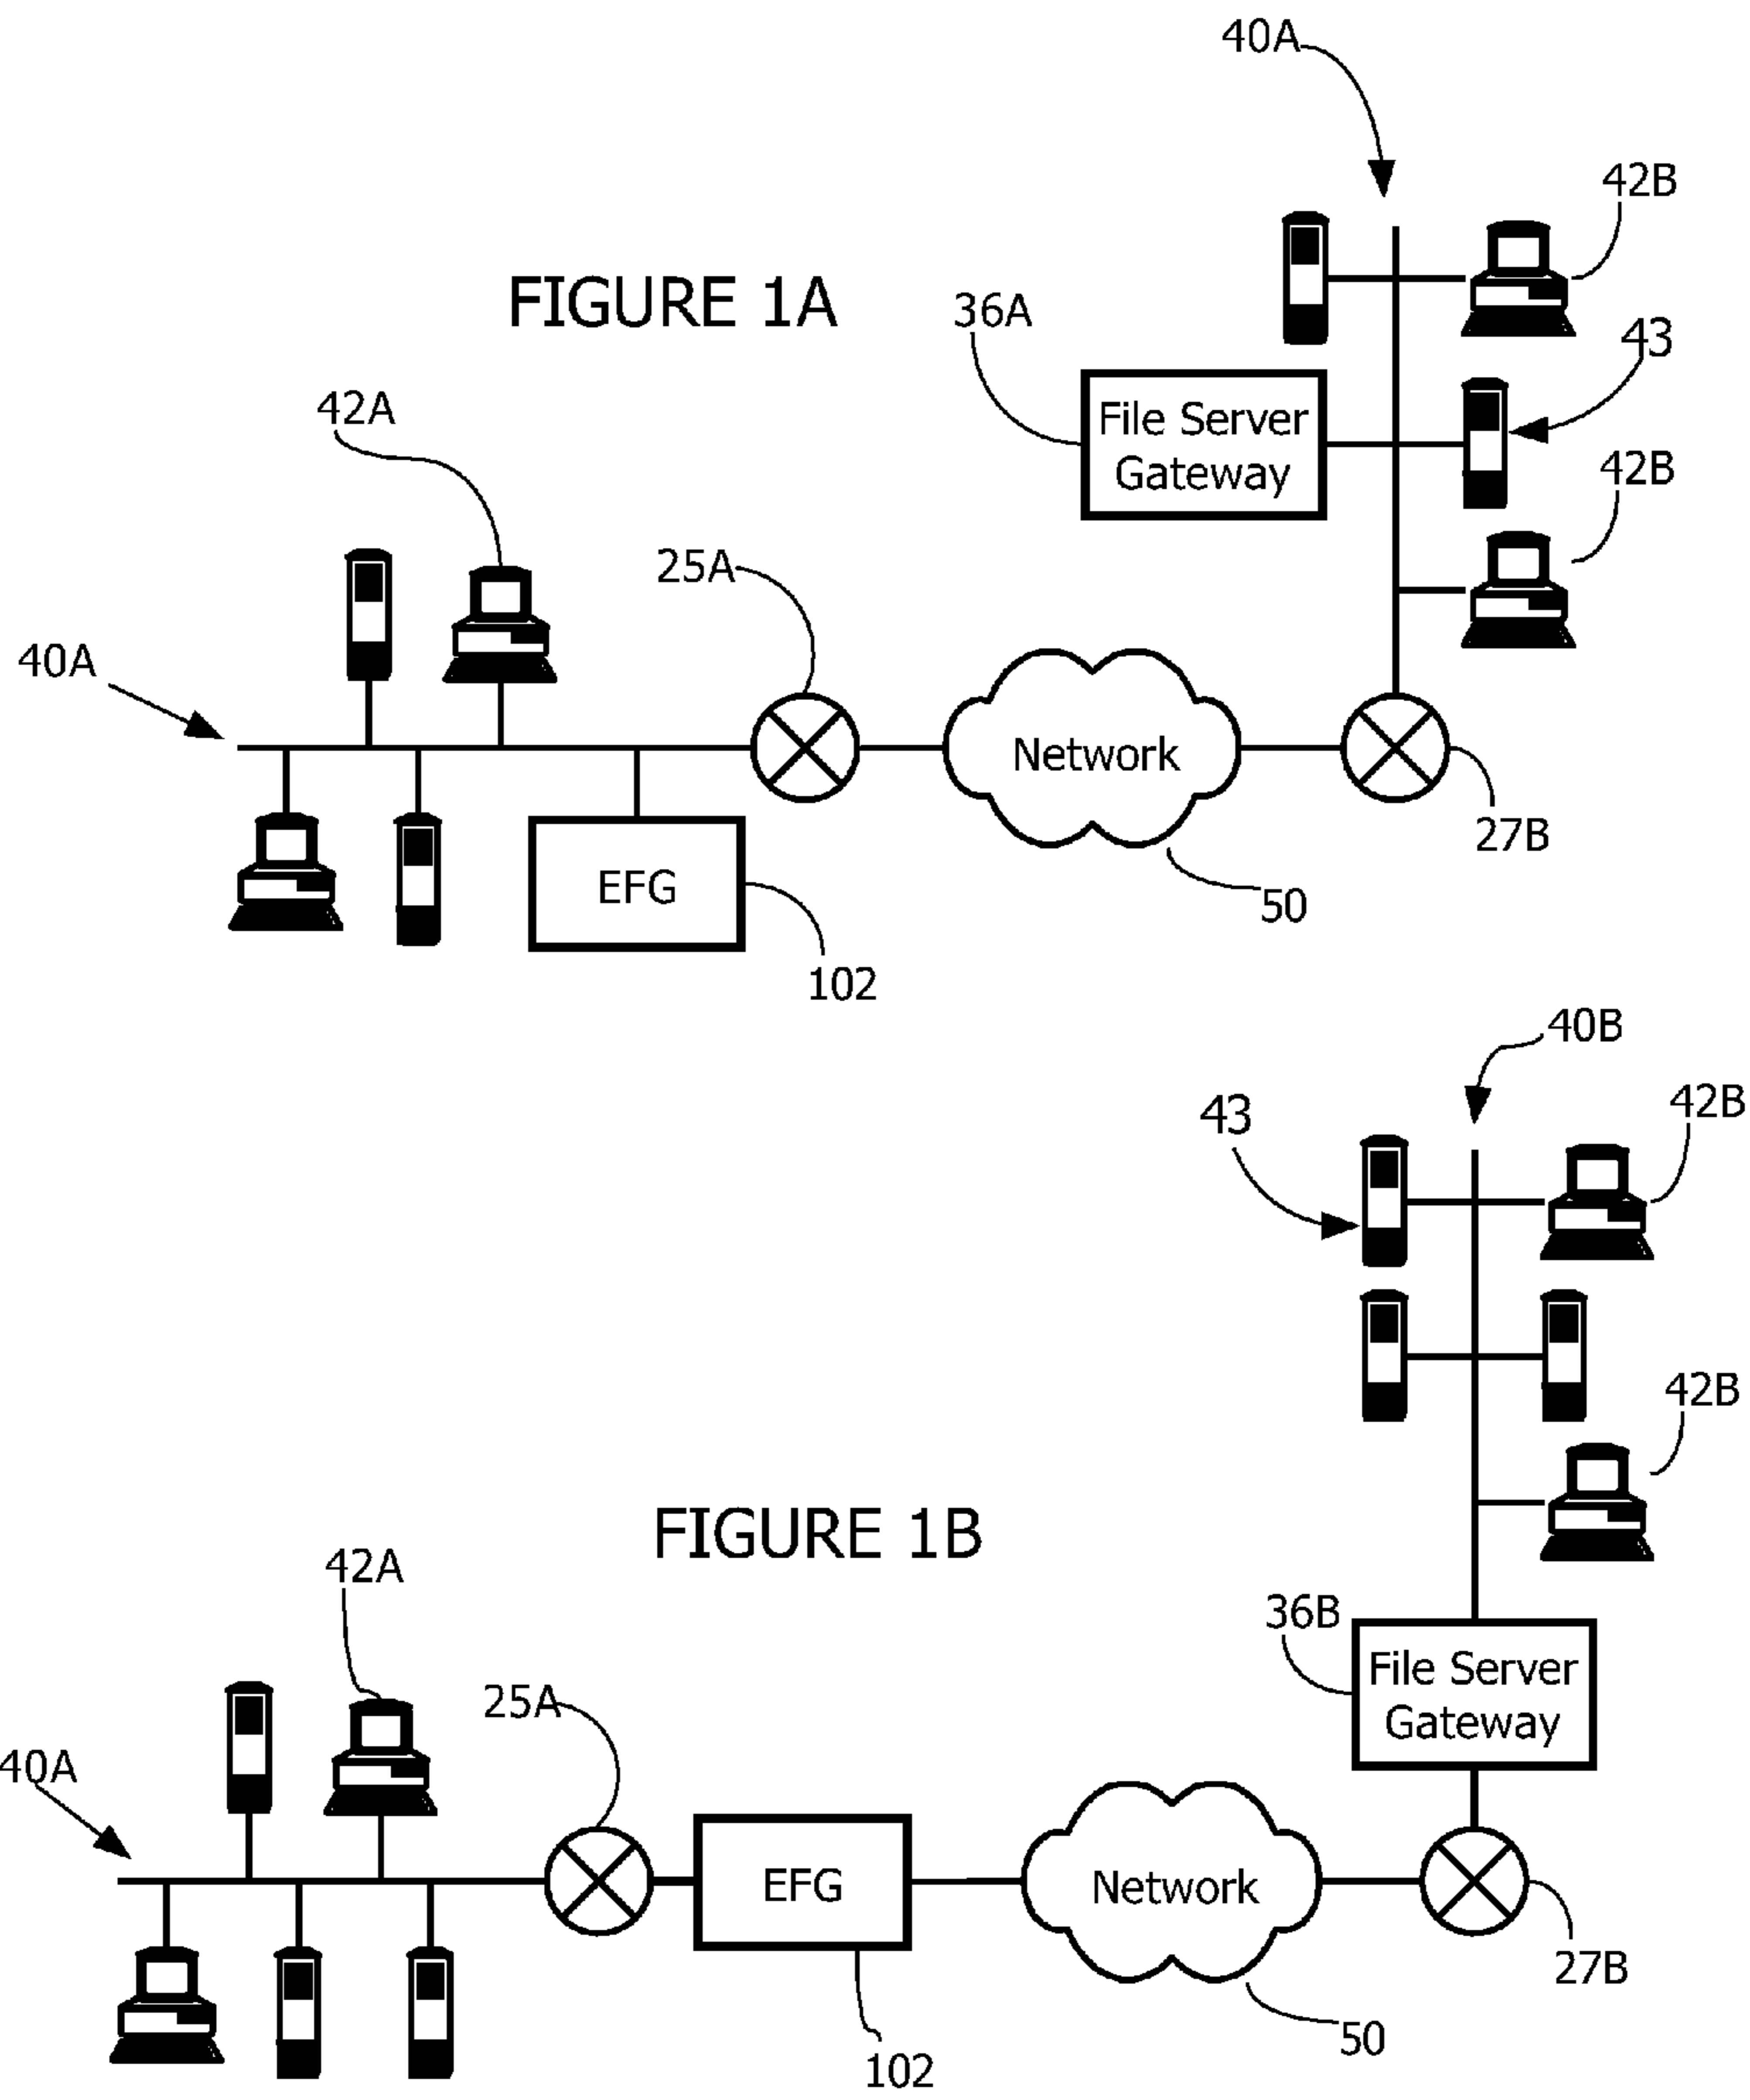 40A
42B
FIGURE 1A
36A
43
File Server
Gateway
42A
42B
25A
40A
Network
27B
EFG
50
102
40B
43
42B
42B
FIGURE 1B
42A
36B
File Server
Gateway
25A
40A
EFG
Network
27B
50
102